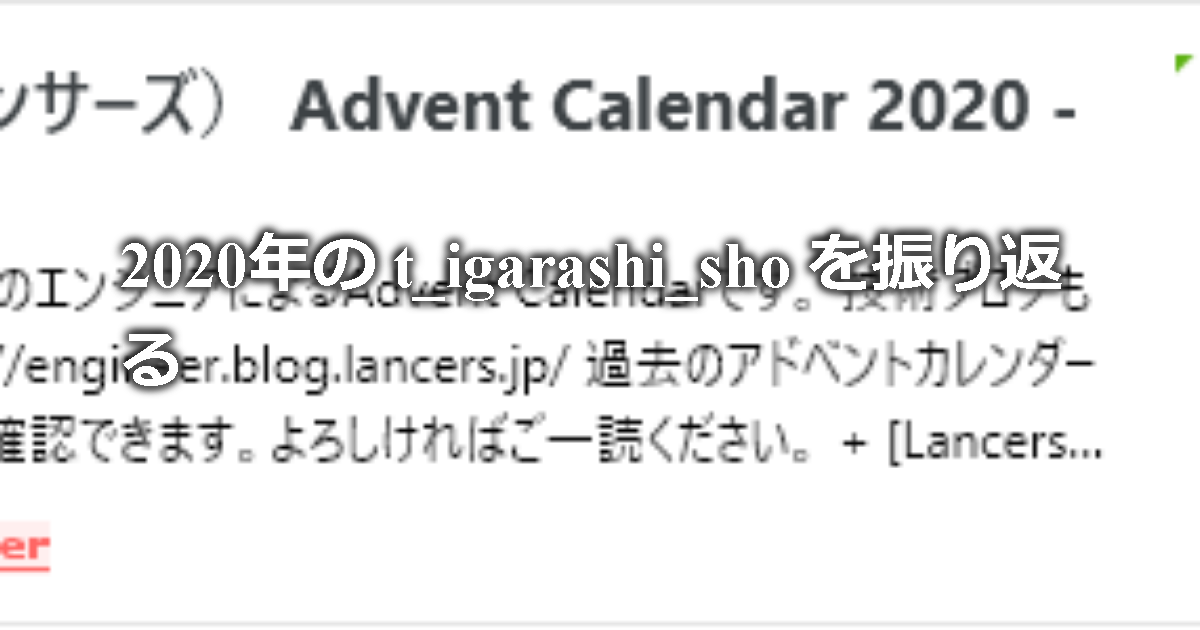 ンサーズ） Advent Calendar 2020 -
2020年の t_igarashi_sho を振り返
のエンジニアによるAdvent Calendarです。 技術ブログも
る
//engineer.blog.lancers.jp/ 過去のアドベントカレンダー
確認できます。よろしければご一読ください。 + [Lancers...
er